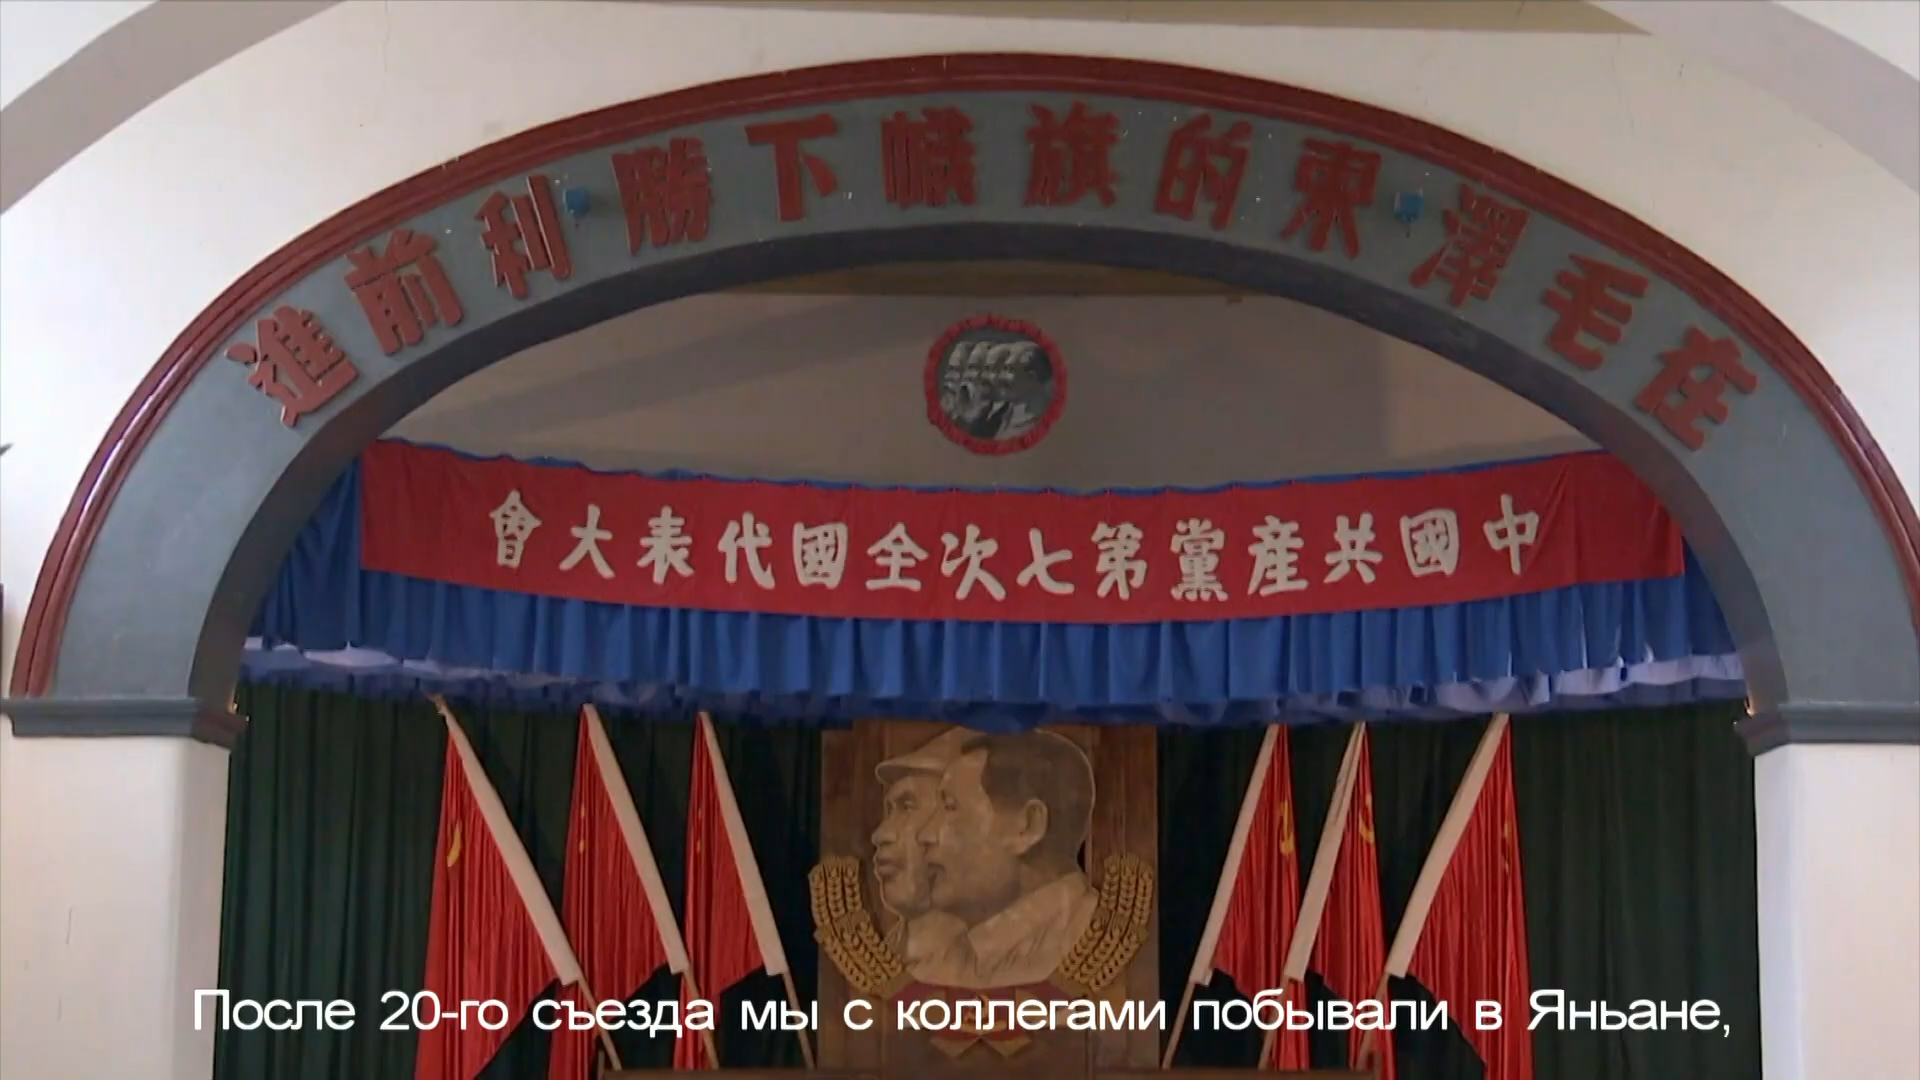 在毛澤東的旗幟下勝利前進
中國共產黨第七次全國代表大會
После 20-го съезда мы с коллегами побывали в Яньане,